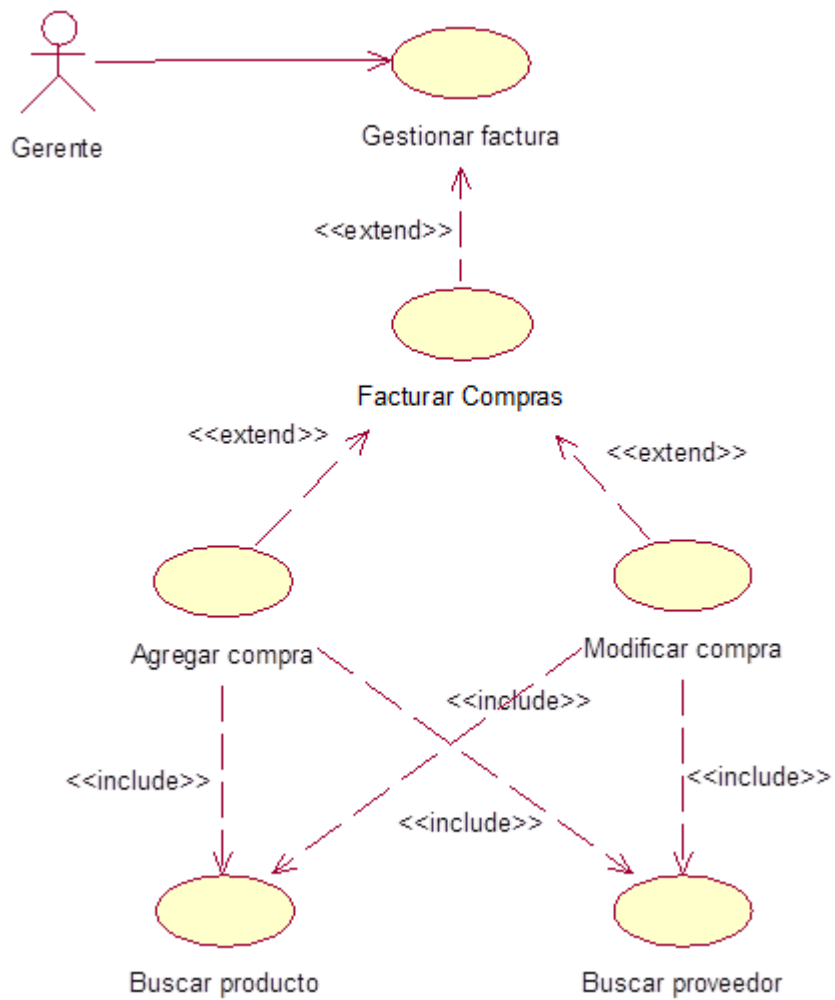 Gerente
Gestionar factura
<<extend>>
Facturar Compras
<<extend>>
<<extend>>
Agregar compra
Modificar compra
<<include>>
<<include>>
<<include>>
<<include>>
Buscar producto
Buscar proveedor